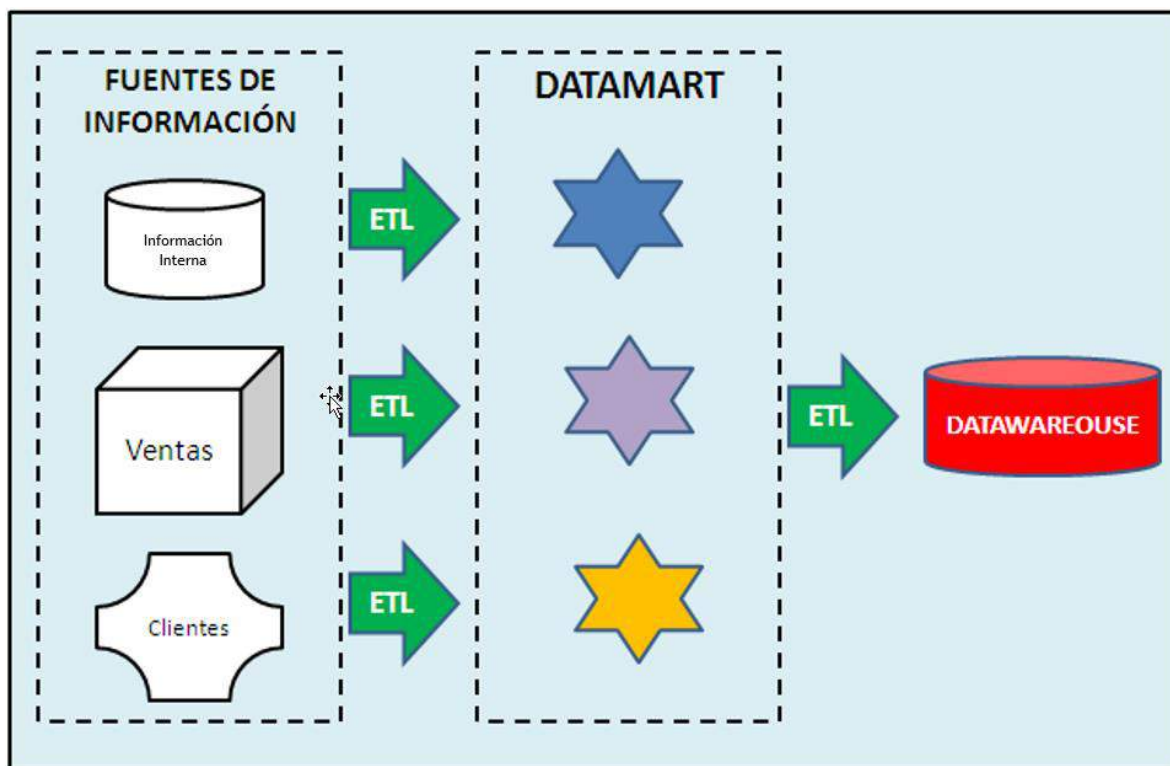 FUENTES DE
INFORMACIÓN
DATAMART
Información
Interna
ETL
Ventas
ETL
ETL
DATAWAREOUSE
Clientes
ETL